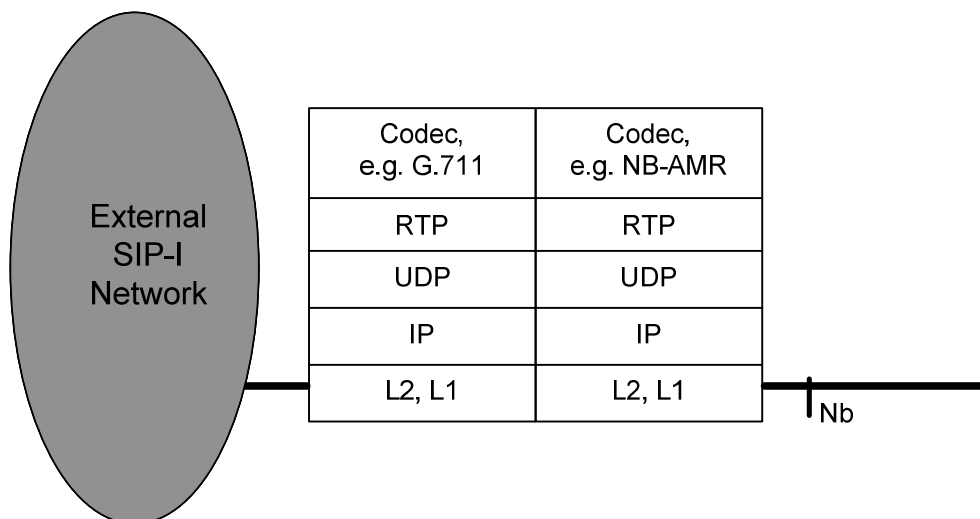 External
SIP-I
Network
Codec,
e.g. G.711
Codec,
e.g. NB-AMR
RTP
RTP
UDP
UDP
IP
IP
L2, L1
L2, L1
Nb